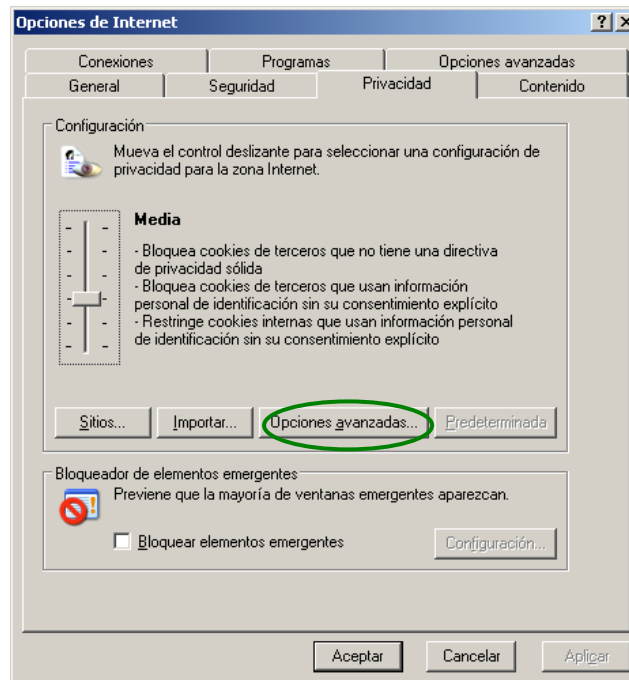 Opciones de Internet
Conexiones Programas Opciones avanzadas
General Seguridad Privacidad Contenido
Configuración
Mueva el control deslizante para seleccionar una configuración de
privacidad para la zona Internet.
Media
- Bloquea cookies de terceros que no tiene una directiva
de privacidad sólida
- Bloquea cookies de terceros que usan información
personal de identificación sin su consentimiento explícito
- Restringe cookies internas que usan información personal
de identificación sin su consentimiento explícito
Sitios... Importar... Opciones avanzadas... Predeterminada
Bloqueador de elementos emergentes
Previene que la mayoría de ventanas emergentes aparezcan.
Bloquear elementos emergentes Configuración...
Aceptar Cancelar Aplicar